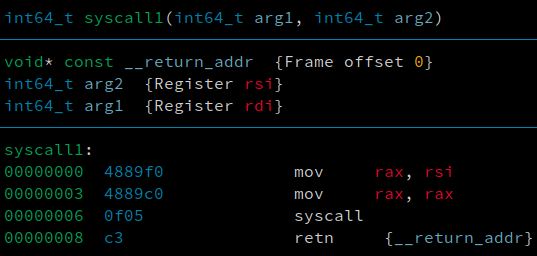 int64_t syscall1(int64_t arg1, int64_t arg2)
void* const __return_addr {Frame offset 0}
int64_t arg2 {Register rsi}
int64_t arg1 {Register rdi}
syscall1:
00000000 4889f0 mov rax, rsi
00000003 4889c0 mov rax, rax
00000006 0f05 syscall
00000008 c3 retn {__return_addr}